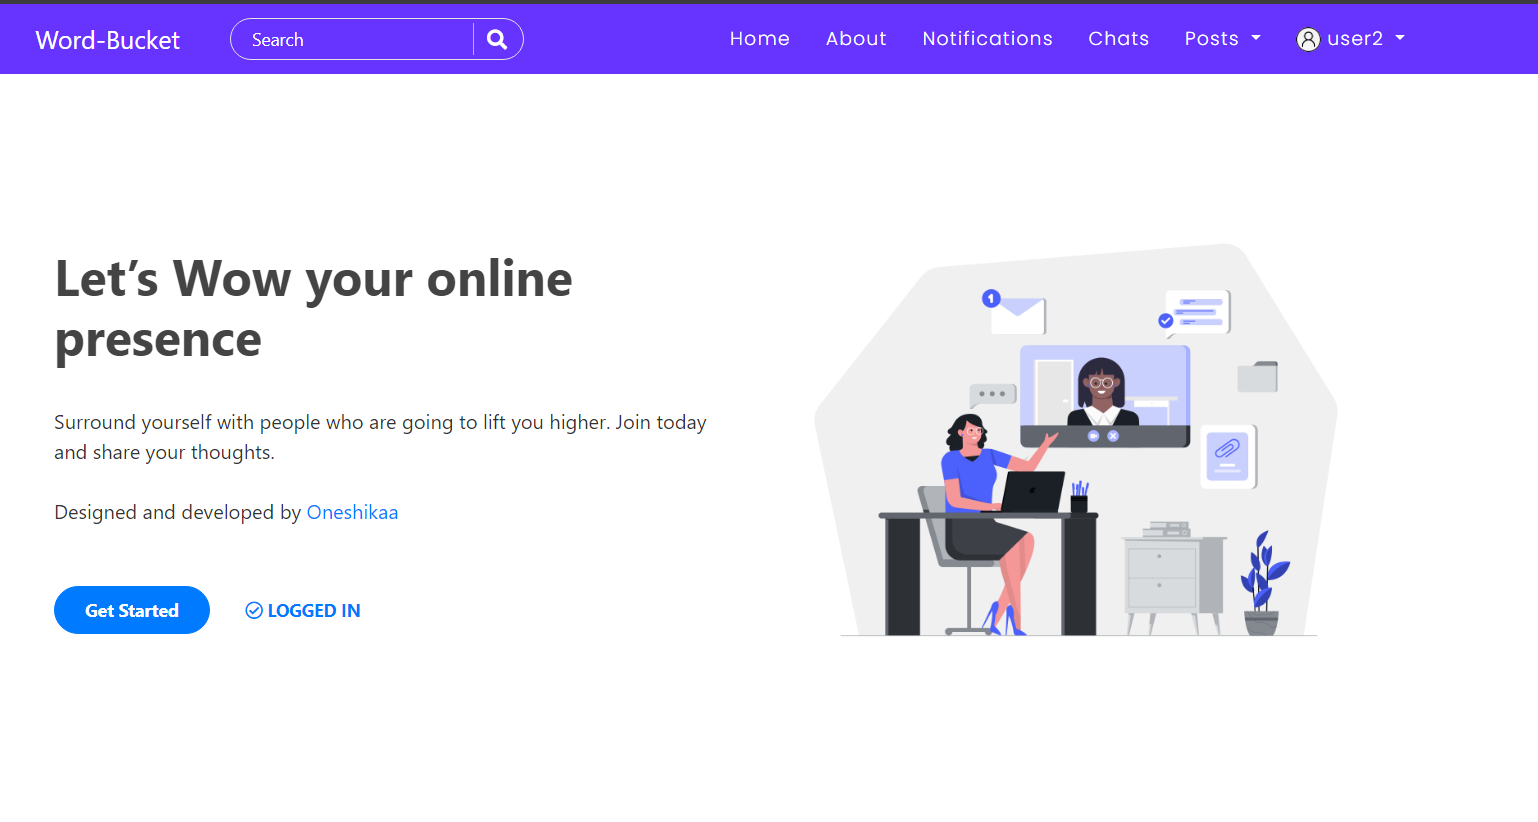 Word-Bucket Search Home About Notifications Chats Posts user2
Let’s Wow your online
presence
1
Surround yourself with people who are going to lift you higher. Join today
and share your thoughts.
Designed and developed by Oneshikaa
Get Started LOGGED IN